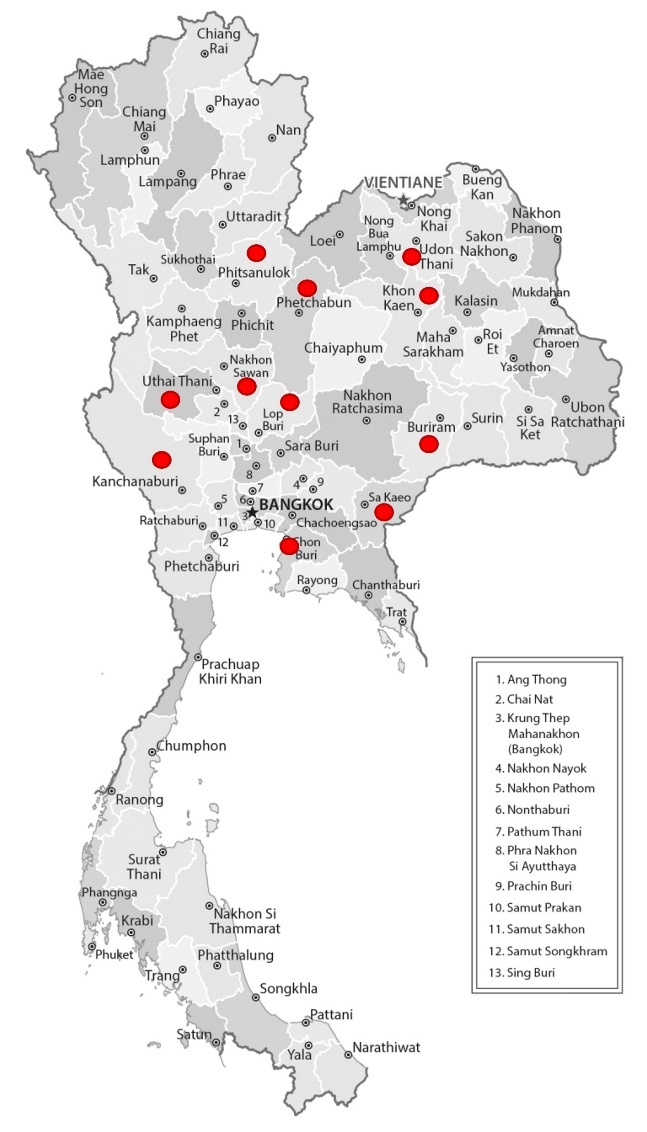 Chiang
Rai
Mae
Hong
Son
Phayao
Chiang
Mai
Nan
Lamphun
Lampang
Phrae
VIENTIANE
Bueng
Kan
Uttaradit
Nong
Khai
Nakhon
Phanom
Loei
Nong
Bua
Lamphu
Udon
Thani
Sakon
Nakhon
Tak
Sukhothai
Phitsanulok
Phetchabun
Khon
Kaen
Kalasin
Mukdahan
Kamphaeng
Phet
Phichit
Chaiyaphum
Maha
Sarakham
Roi
Et
Amnat
Charoen
Yasothon
Nakhon
Sawan
Uthai Thani
2
13
Lop
Buri
Nakhon
Ratchasima
Buriram
Surin
Si Sa
Ket
Ubon
Ratchathani
Suphan
Buri
1
Sara Buri
8
Kanchanaburi
7
4
9
5
6
BANGKOK
3
Sa Kaeo
Ratchaburi
11
10
Chachoengsao
12
Chon
Buri
Phetchaburi
Rayong
Chanthaburi
Trat
Prachuap
Khiri Khan
Chumphon
Ranong
Surat
Thani
Phangnga
Krabi
Nakhon Si
Thammarat
Phuket
Phatthalung
Trang
Songkhla
Pattani
Satun
Yala
Narathiwat
1. Ang Thong
2. Chai Nat
3. Krung Thep
Mahanakhon
(Bangkok)
4. Nakhon Nayok
5. Nakhon Pathom
6. Nonthaburi
7. Pathum Thani
8. Phra Nakhon
Si Ayutthaya
9. Prachin Buri
10. Samut Prakan
11. Samut Sakhon
12. Samut Songkhram
13. Sing Buri